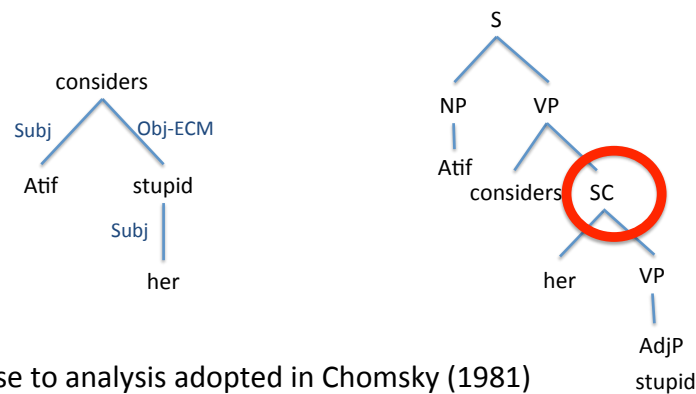 S
considers
NP VP
Subj Obj-ECM
Atif stupid
Atif
considers SC
Subj
her
her VP
AdjP
se to analysis adopted in Chomsky (1981)
stupid